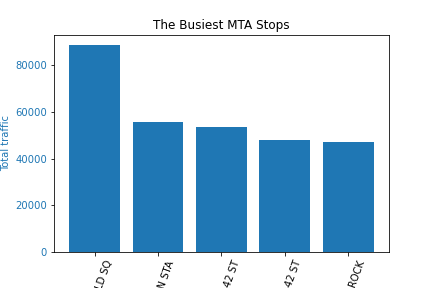 The Busiest MTA Stops
80000
60000
40000
20000
0
Total traffic
LD SQ
N STA
42 ST
42 ST
ROCK